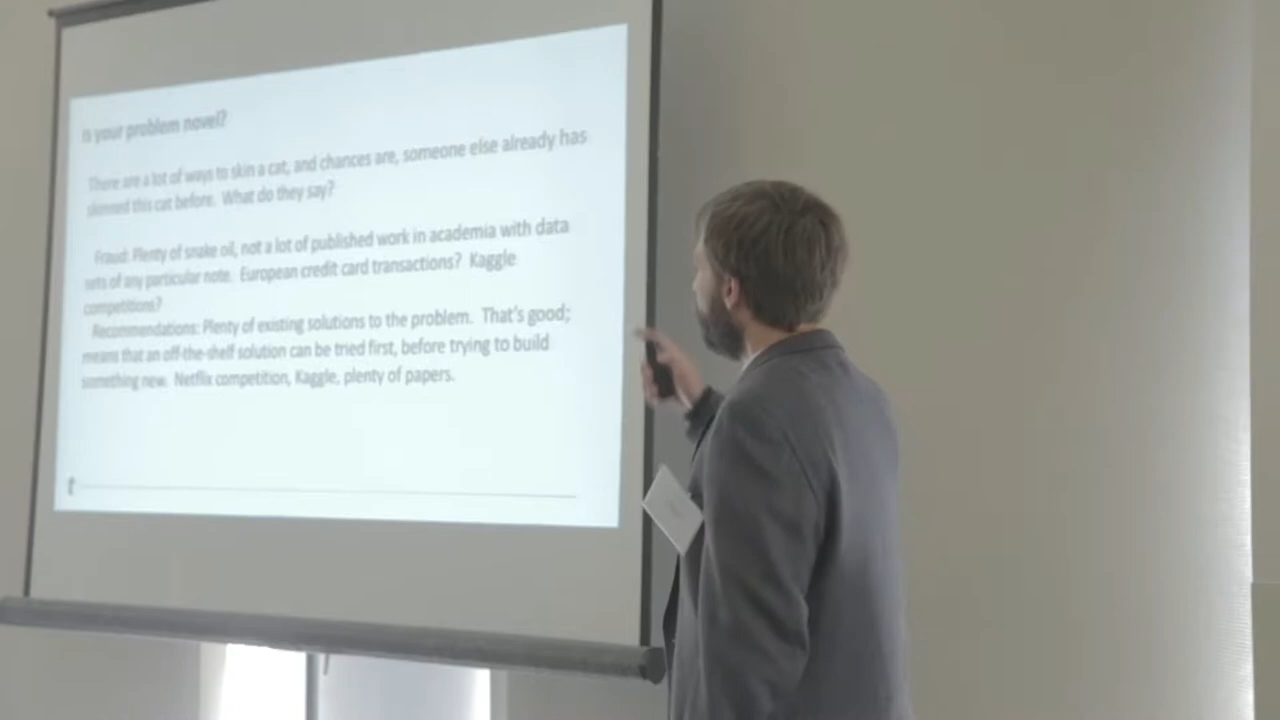 Is your problem novel?
There are a lot of ways to skin a cat, and chances are, someone else already has
skinned this cat before. What do they say?
Fraud: Plenty of snake oil, not a lot of published work in academia with data
sets of any particular note. European credit card transactions? Kaggle
competitions?
Recommendations: Plenty of existing solutions to the problem. That's good;
means that an off-the-shelf solution can be tried first, before trying to build
something new. Netflix competition, Kaggle, plenty of papers.
t